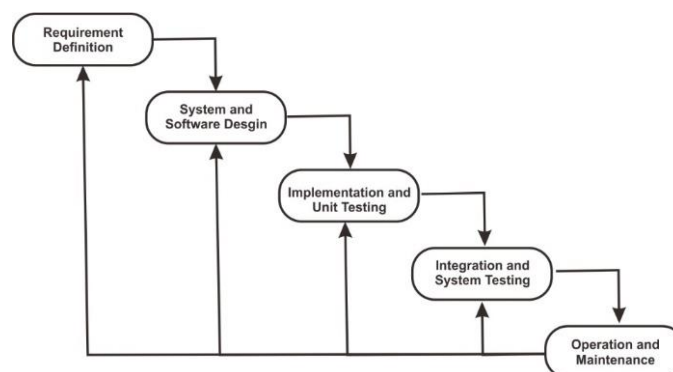 Requirement
Definition
System and
Software Desgin
Implementation and
Unit Testing
Integration and
System Testing
Operation and
Maintenance